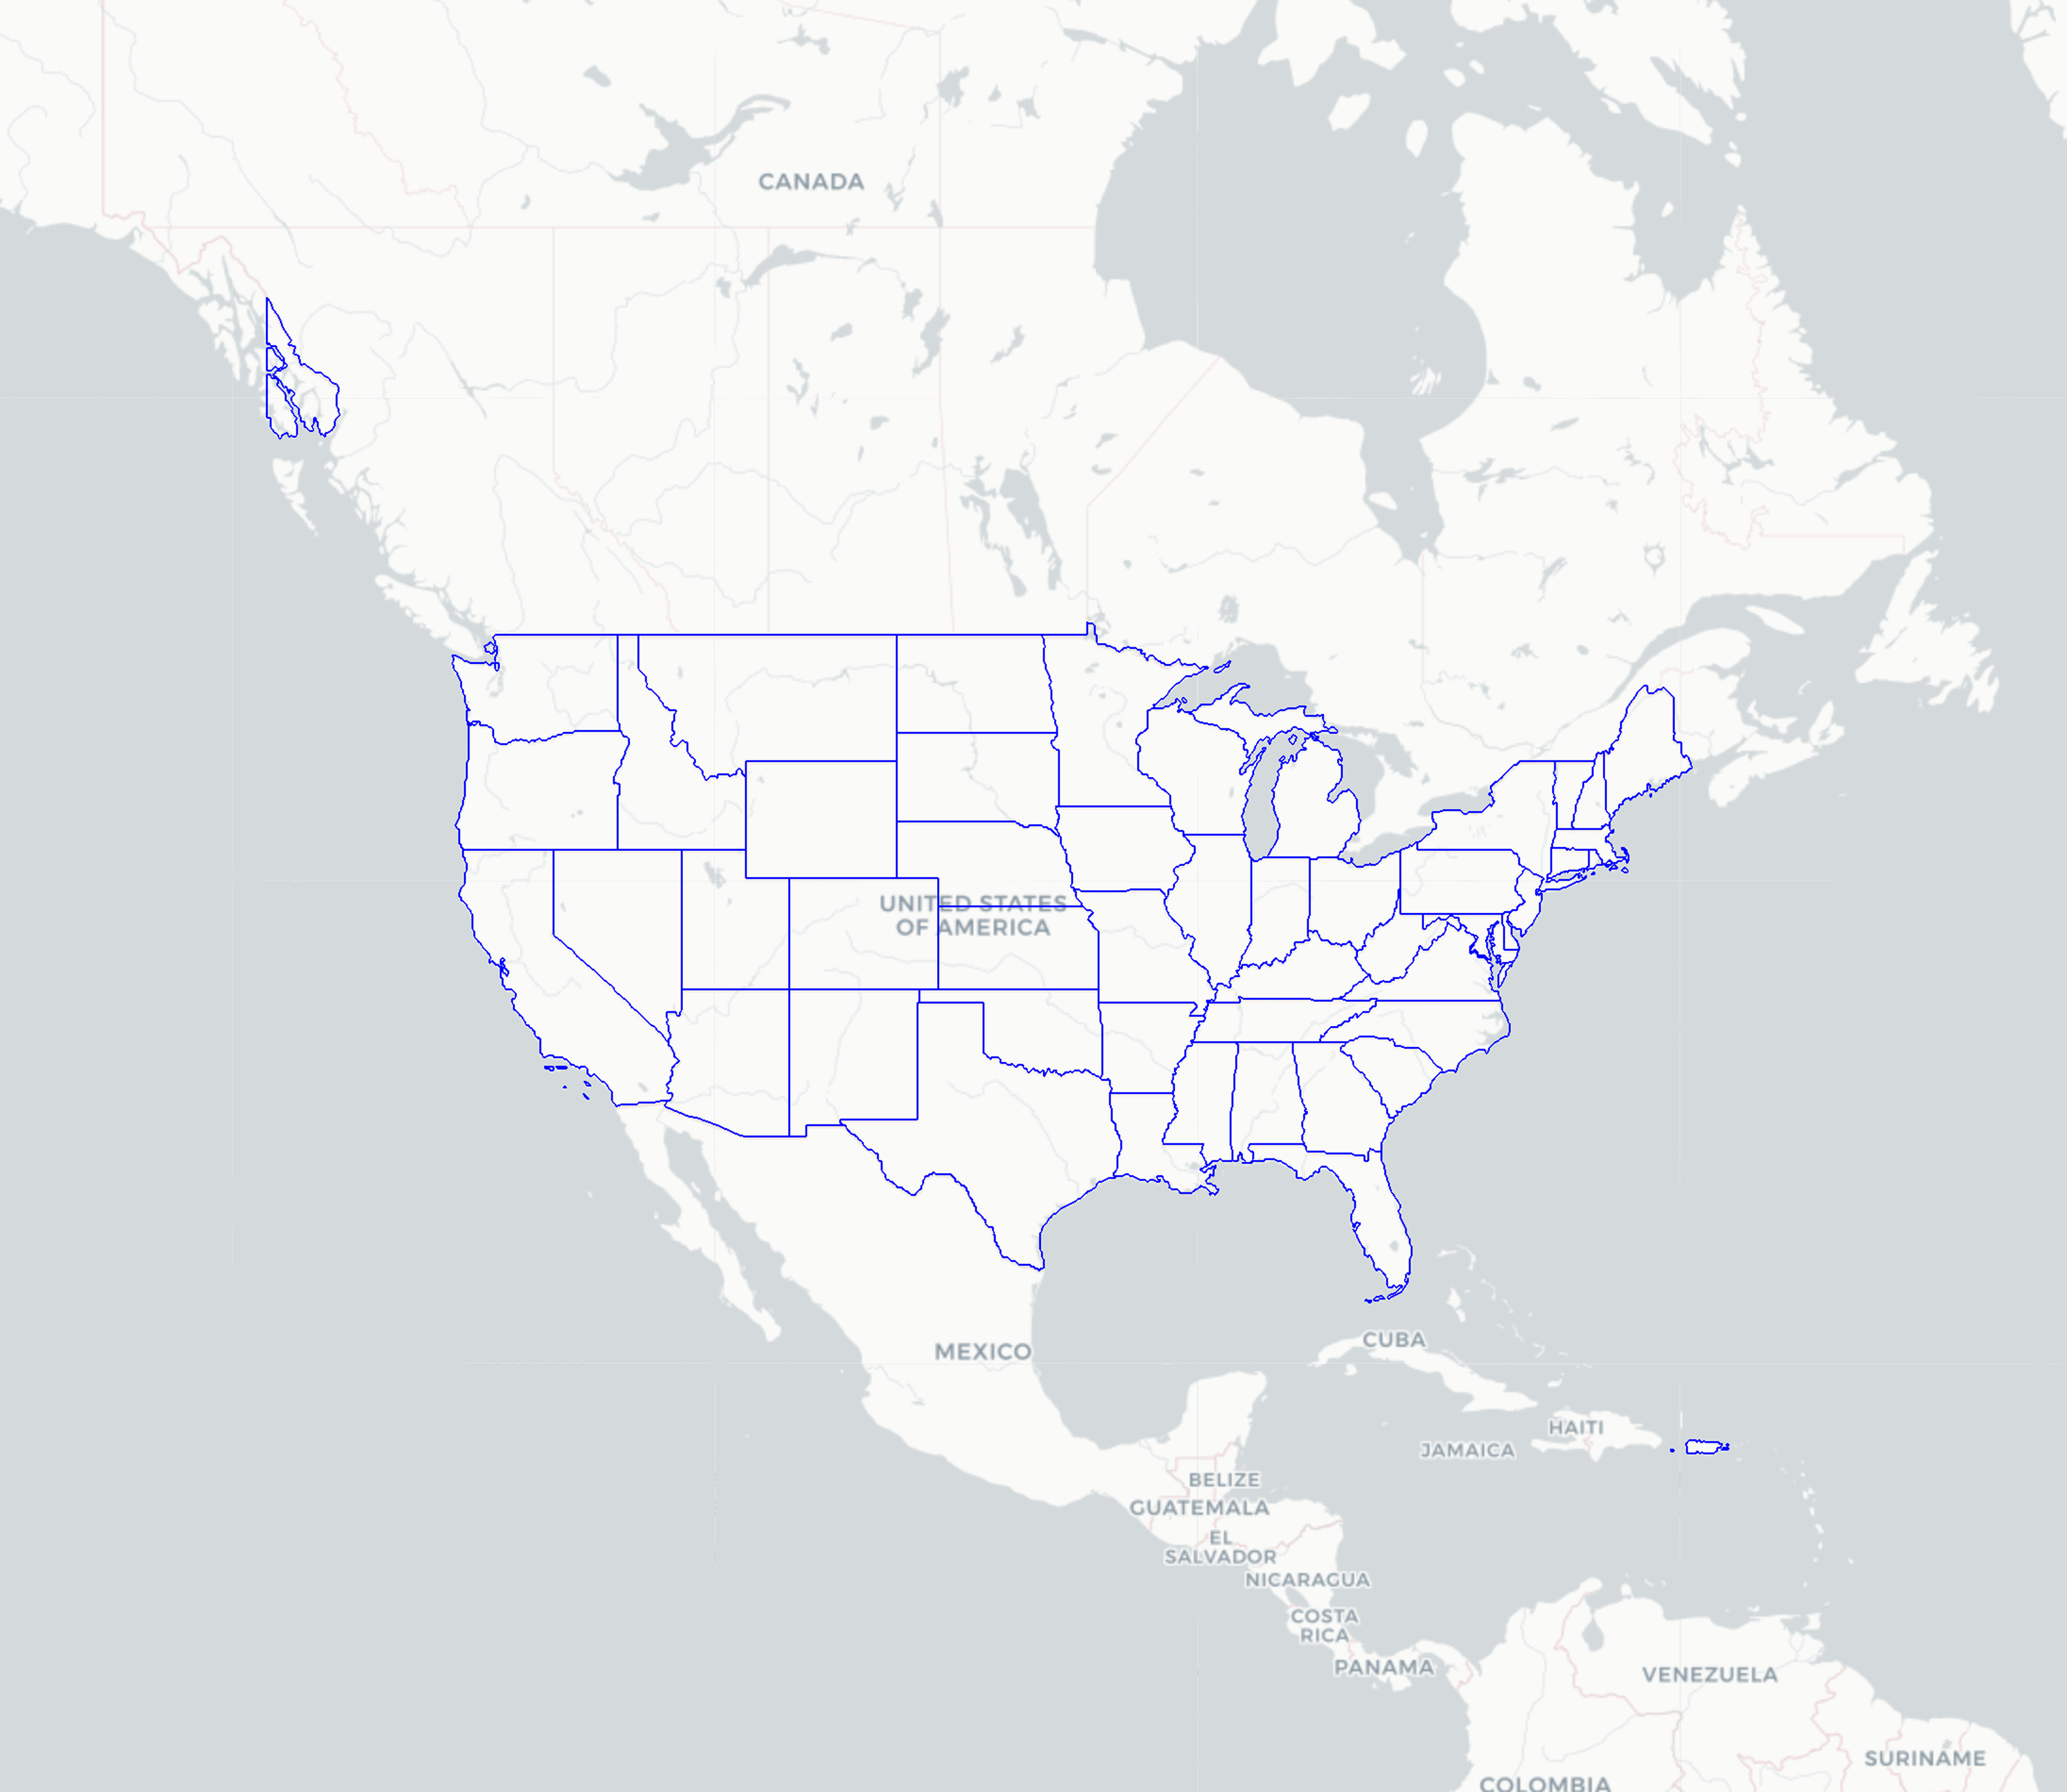 CANADA
UNITED STATES
OF AMERICA
MEXICO
CUBA
HAITI
JAMAICA
BELIZE
GUATEMALA
EL
SALVADOR
NICARAGUA
COSTA
RICA
PANAMA
VENEZUELA
SURINAME
COLOMBIA